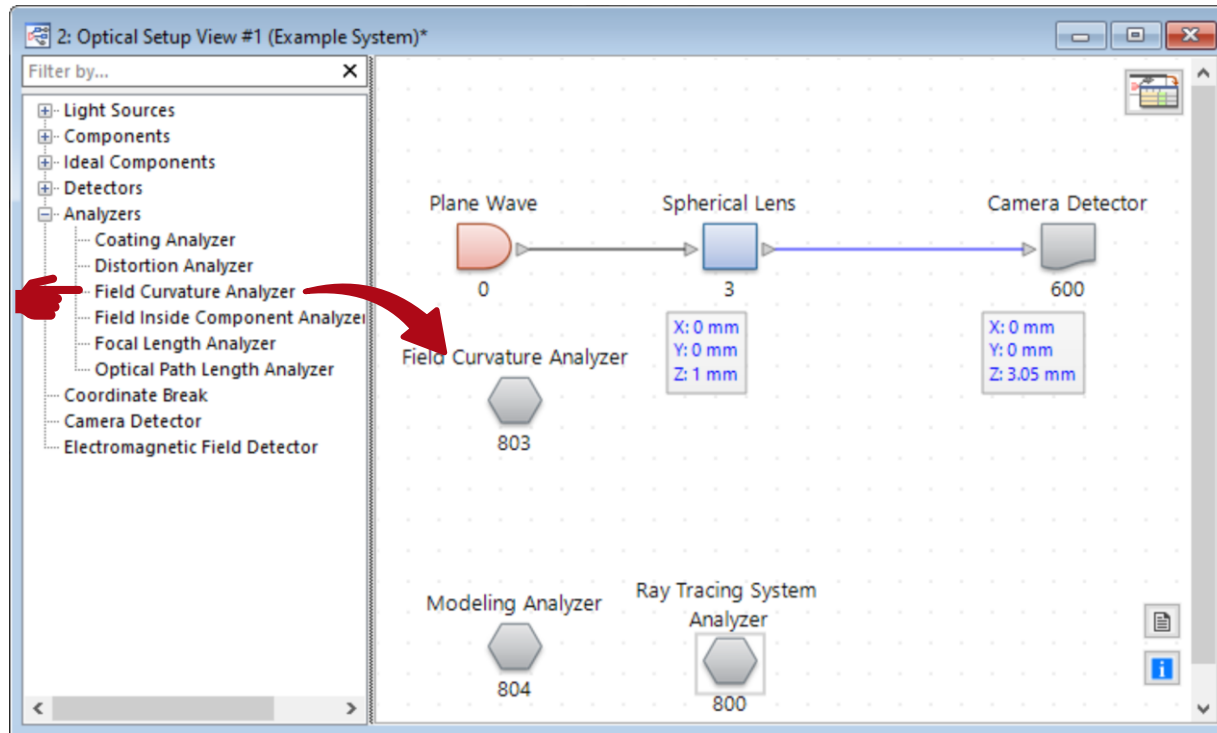 2: Optical Setup View #1 (Example System)*
Filter by...
Light Sources
Components
Ideal Components
Detectors
Analyzers
Coating Analyzer
Distortion Analyzer
Field Curvature Analyzer
Field Inside Component Analyzer
Focal Length Analyzer
Optical Path Length Analyzer
Coordinate Break
Camera Detector
Electromagnetic Field Detector
Plane Wave
0
Spherical Lens
3
X: 0 mm
Y: 0 mm
Z: 1 mm
Camera Detector
600
X: 0 mm
Y: 0 mm
Z: 3.05 mm
Field Curvature Analyzer
803
Modeling Analyzer
804
Ray Tracing System
Analyzer
800